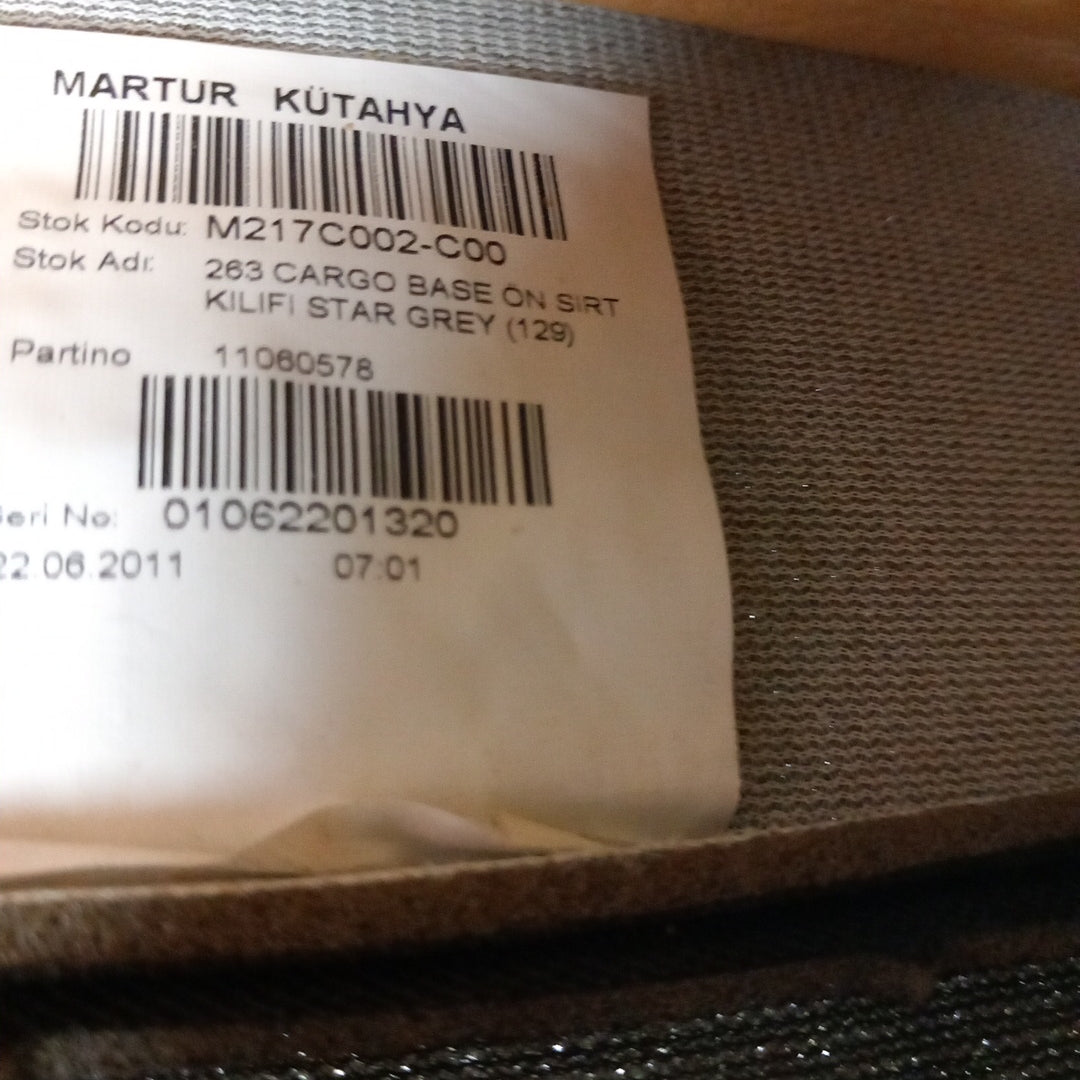 MARTUR KÜTAHYA
Stok Kodu: M217C002-C00
Stok Adı: 263 CARGO BASE ÖN SIRT
KILIFI STAR GREY (129)
Partino 11060578
eri No: 01062201320
22.06.2011 07:01